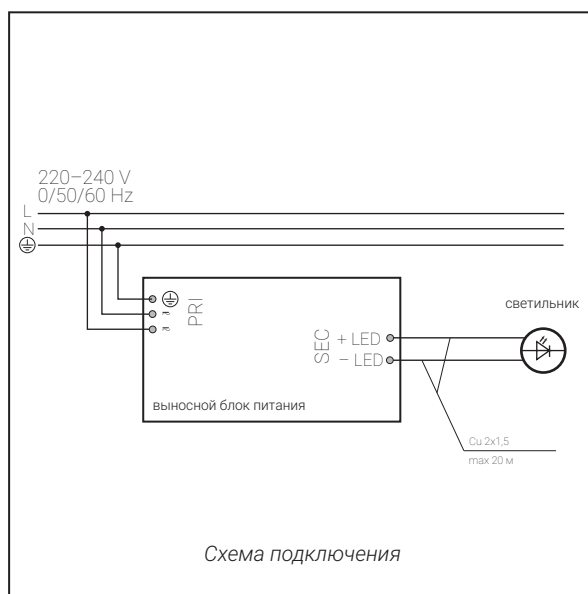 220–240 V
0/50/60 Hz
L
N
светильник
PRI
SEC
+ LED
− LED
выносной блок питания
Cu 2x1,5
max 20 м
Схема подключения